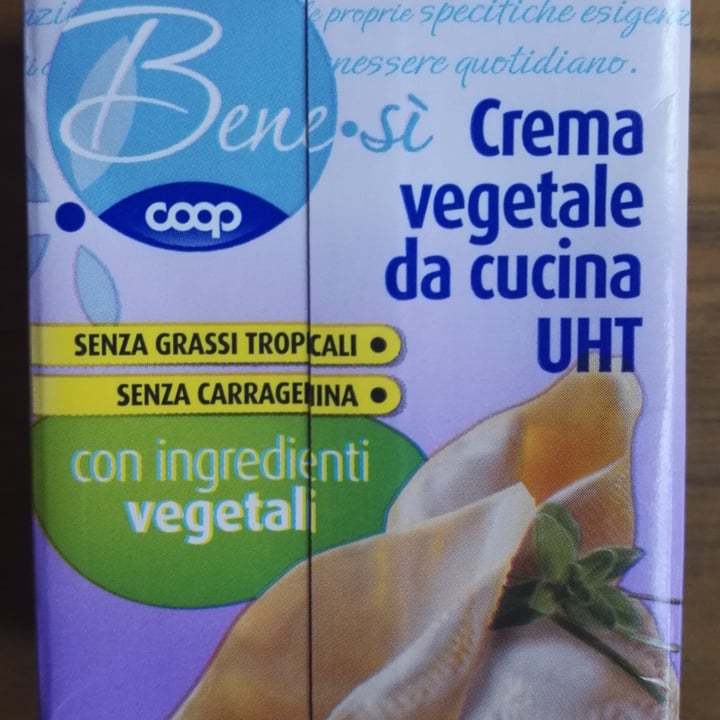 proprie specifiche esigenz
nessere quotidiano.
Bene.sì
coop
Crema
vegetale
da cucina
UHT
SENZA GRASSI TROPICALI
SENZA CARRAGENINA
con ingredienti
vegetali